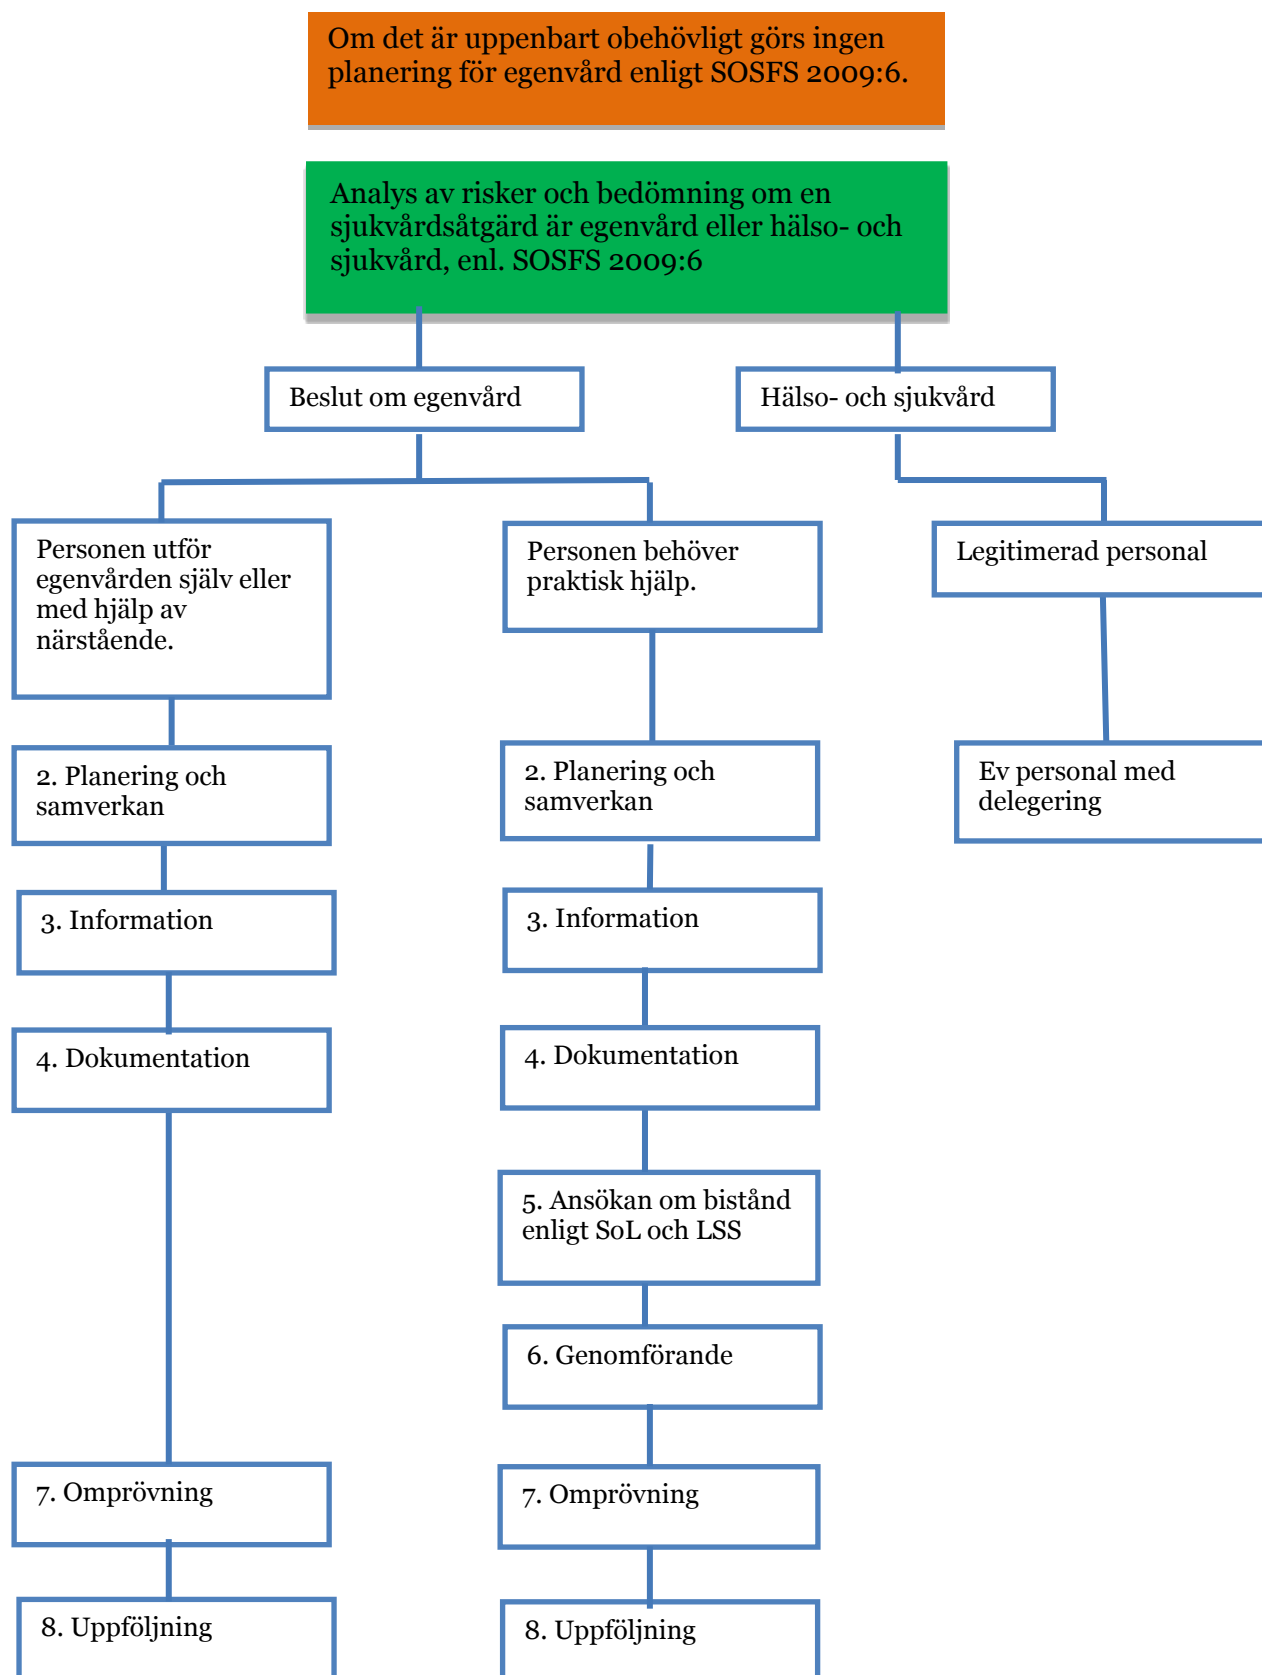 Om det är uppenbart obehövligt görs ingen
planering för egenvård enligt SOSFS 2009:6.
Analys av risker och bedömning om en
sjukvårdsåtgärd är egenvård eller hälso- och
sjukvård, enl. SOSFS 2009:6
Beslut om egenvård
Hälso- och sjukvård
Personen utför
egenvården själv eller
med hjälp av
närstående.
Personen behöver
praktisk hjälp.
Legitimerad personal
2. Planering och
samverkan
2. Planering och
samverkan
Ev personal med
delegering
3. Information
3. Information
4. Dokumentation
4. Dokumentation
5. Ansökan om bistånd
enligt SoL och LSS
6. Genomförande
7. Omprövning
7. Omprövning
8. Uppföljning
8. Uppföljning